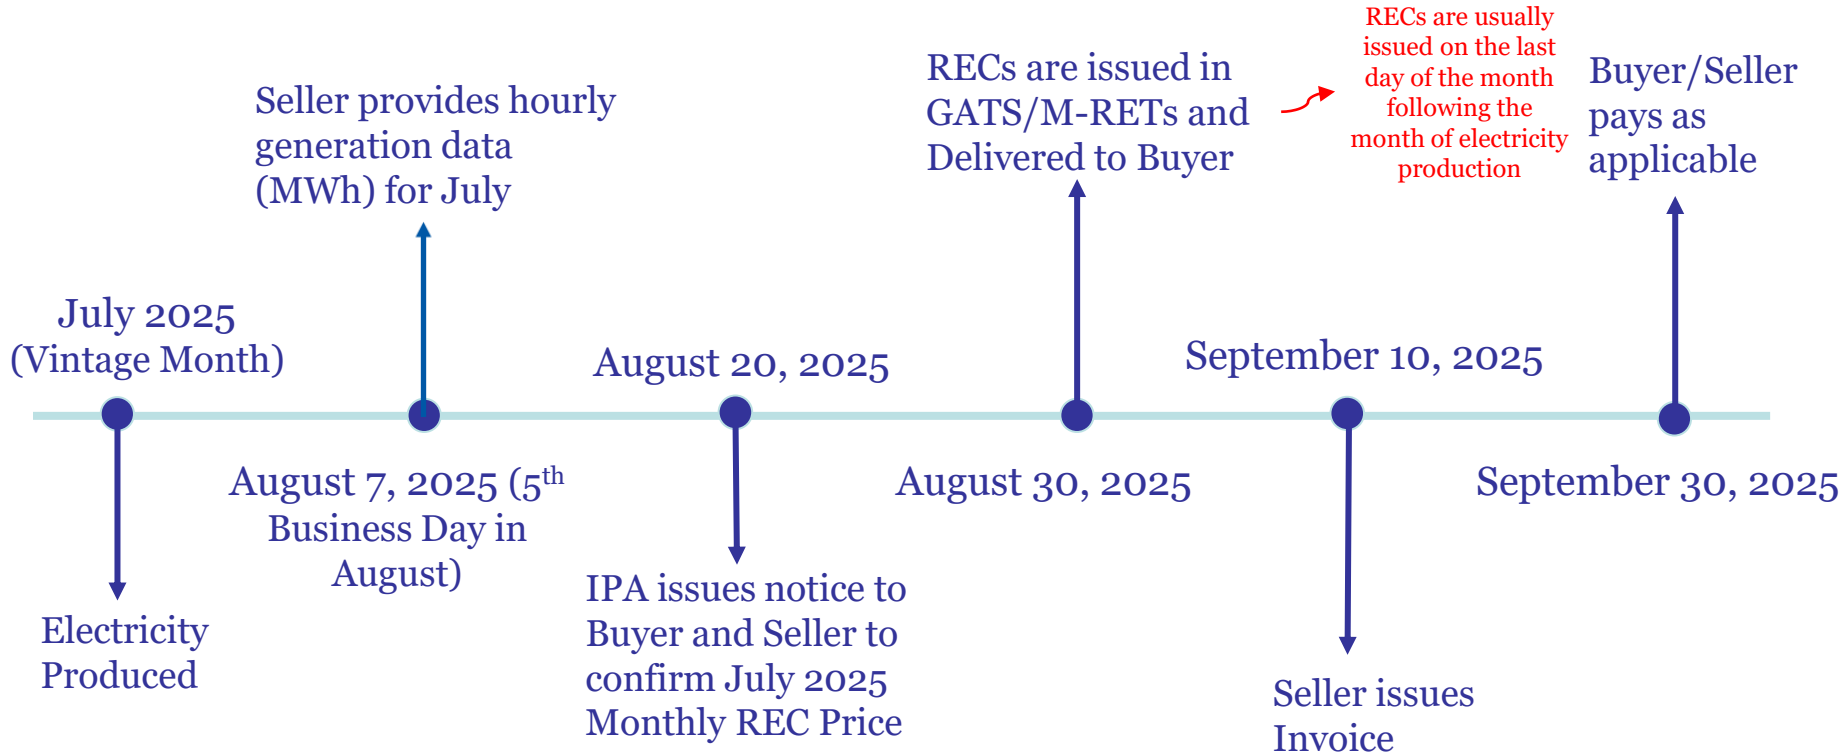 July 2025
(Vintage Month)
Electricity
Produced
Seller provides hourly
generation data
(MWh) for July
August 7, 2025 (5th
Business Day in
August)
August 20, 2025
IPA issues notice to
Buyer and Seller to
confirm July 2025
Monthly REC Price
RECs are issued in
GATS/M-RETs and
Delivered to Buyer
August 30, 2025
RECs are usually
issued on the last
day of the month
following the
month of electricity
production
September 10, 2025
Seller issues
Invoice
Buyer/Seller
pays as
applicable
September 30, 2025